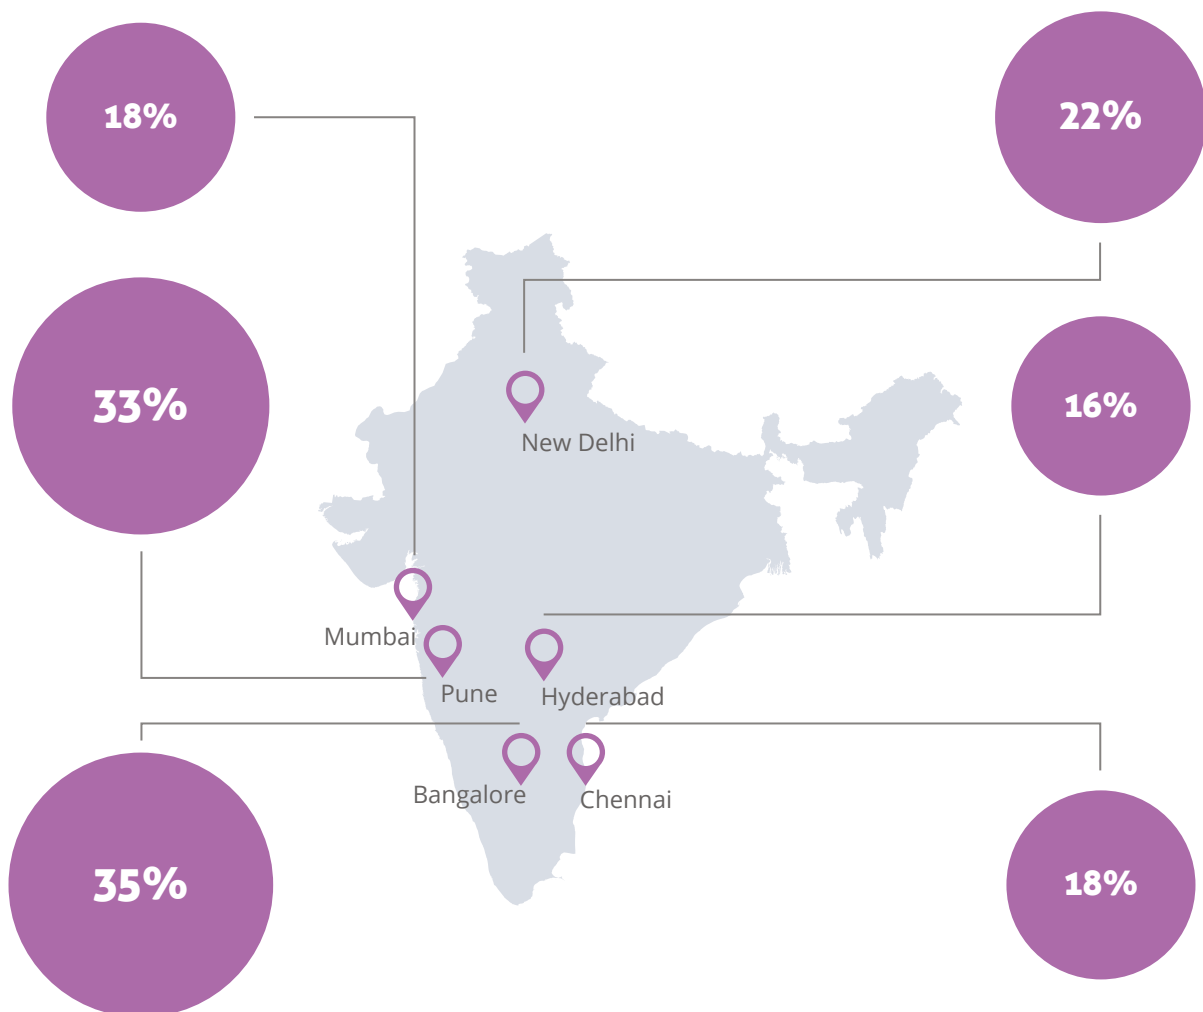 18%
22%
33%
16%
New Delhi
Mumbai
Pune
Hyderabad
Bangalore
Chennai
35%
18%